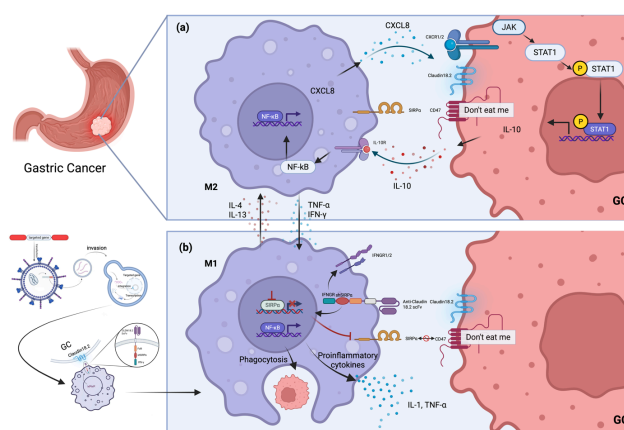 (a)
CXCL8
CXCR1/2
JAK
STAT1
P
STAT1
Claudin18.2
CXCL8
NF-κB
SIRPα
CD47
Don't eat me
P
STAT1
IL-10
IL-10R
NF-kB
IL-10
M2
GC
Gastric Cancer
IL-4
IL-13
TNF-α
IFN-γ
targeted gene
invasion
(b)
M1
IFNGR1/2
IFNGR
Anti-Claudin
18.2 scFv
Claudin18.2
SIRPα
NF-κB
SIRPα
CD47
Don't eat me
Phagocytosis
Proinflammatory
cytokines
IL-1, TNF-α
GC
GC
Claudin18.2